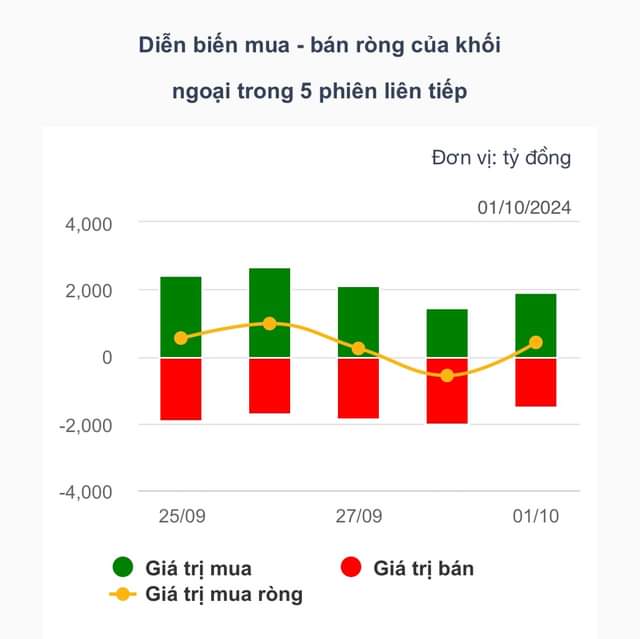 Diễn biến mua - bán ròng của khối
ngoại trong 5 phiên liên tiếp
Đơn vị: tỷ đồng
01/10/2024
4,000
2,000
0
-2,000
-4,000
25/09
27/09
01/10
Giá trị mua
Giá trị bán
Giá trị mua ròng